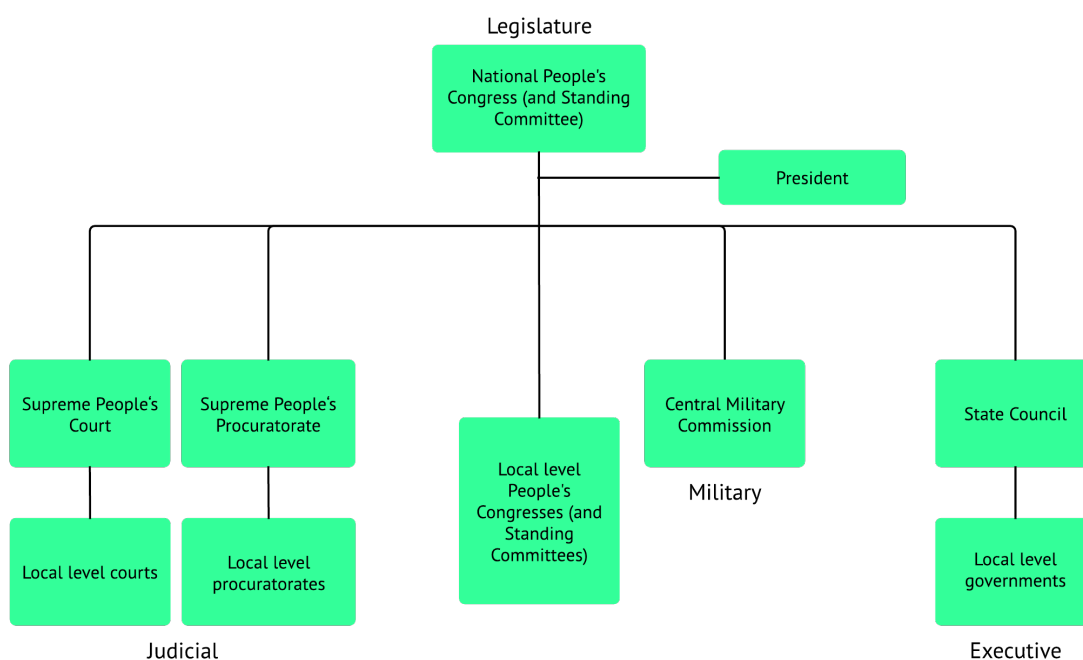 Legislature
National People's
Congress (and Standing
Committee)
President
Supreme People‘s
Court
Supreme People‘s
Procuratorate
Central Military
Commission
State Council
Local level
People's
Congresses (and
Standing
Committees)
Military
Local level courts
Local level
procuratorates
Local level
governments
Judicial
Executive